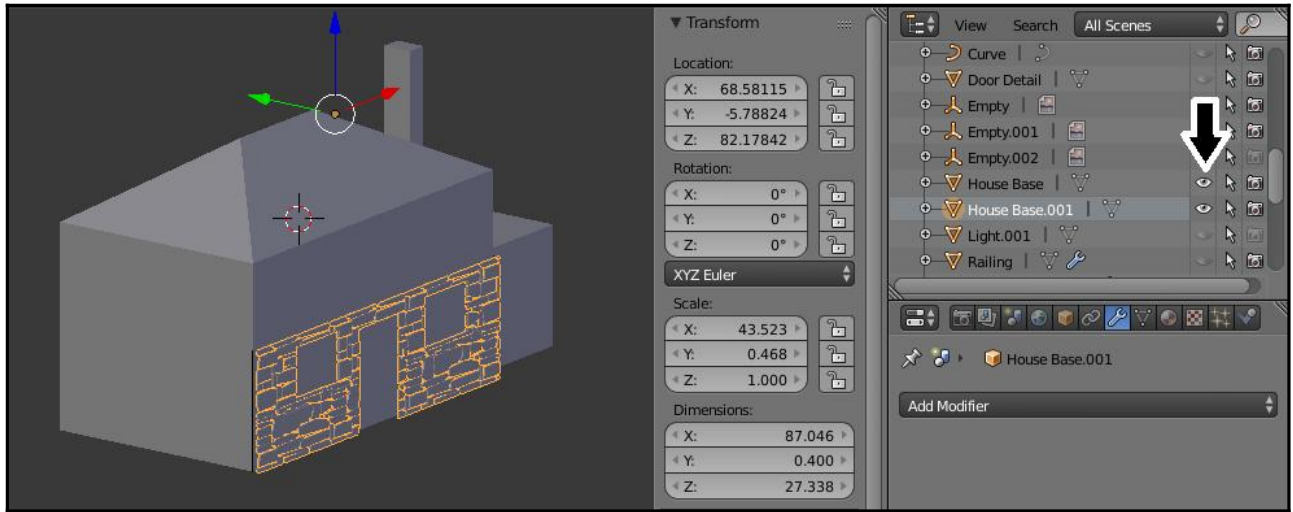 Transform
Location:
X: 68.58115
Y: -5.78824
Z: 82.17842
Rotation:
X: 0°
Y: 0°
Z: 0°
XYZ Euler
Scale:
X: 43.523
Y: 0.468
Z: 1.000
Dimensions:
X: 87.046
Y: 0.400
Z: 27.338
View Search All Scenes
Curve
Door Detail
Empty
Empty.001
Empty.002
House Base
House Base.001
Light.001
Railing
House Base.001
Add Modifier